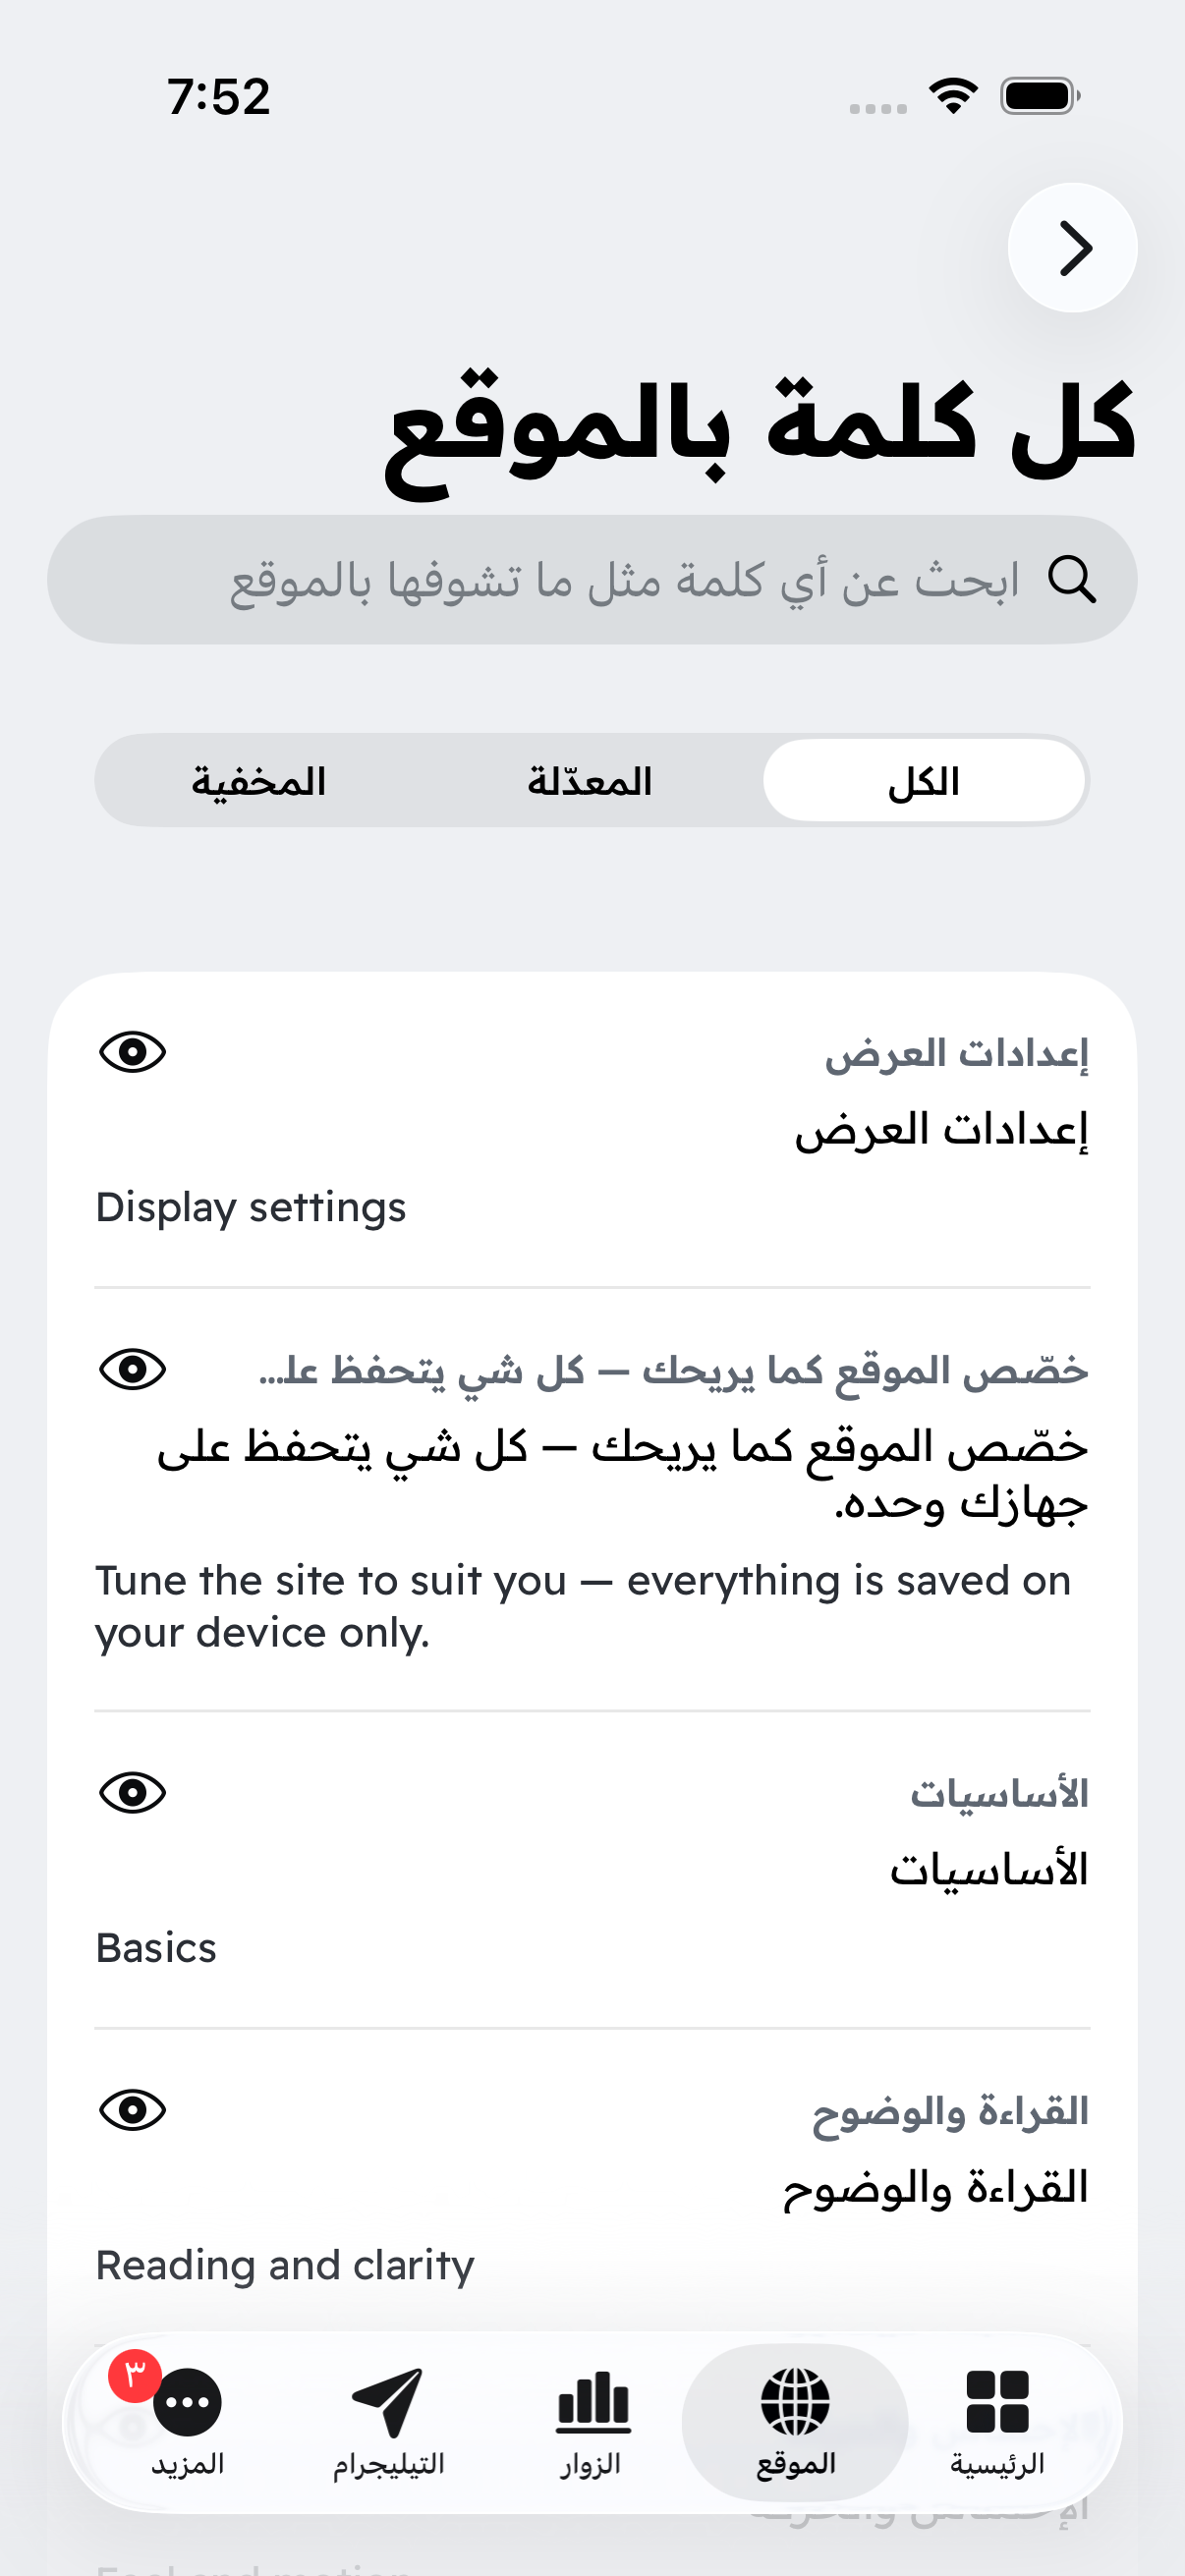 7:52
كل كلمة بالموقع
ابحث عن أي كلمة مثل ما تشوفها بالموقع
الكل
المعدّلة
المخفية
إعدادات العرض
إعدادات العرض
Display settings
خصّص الموقع كما يريحك — كل شي يتحفظ علـ...
خصّص الموقع كما يريحك — كل شي يتحفظ على
جهازك وحده.
Tune the site to suit you — everything is saved on
your device only.
الأساسيات
الأساسيات
Basics
القراءة والوضوح
القراءة والوضوح
Reading and clarity
الرئيسية
الموقع
الزوار
التيليجرام
المزيد
٣